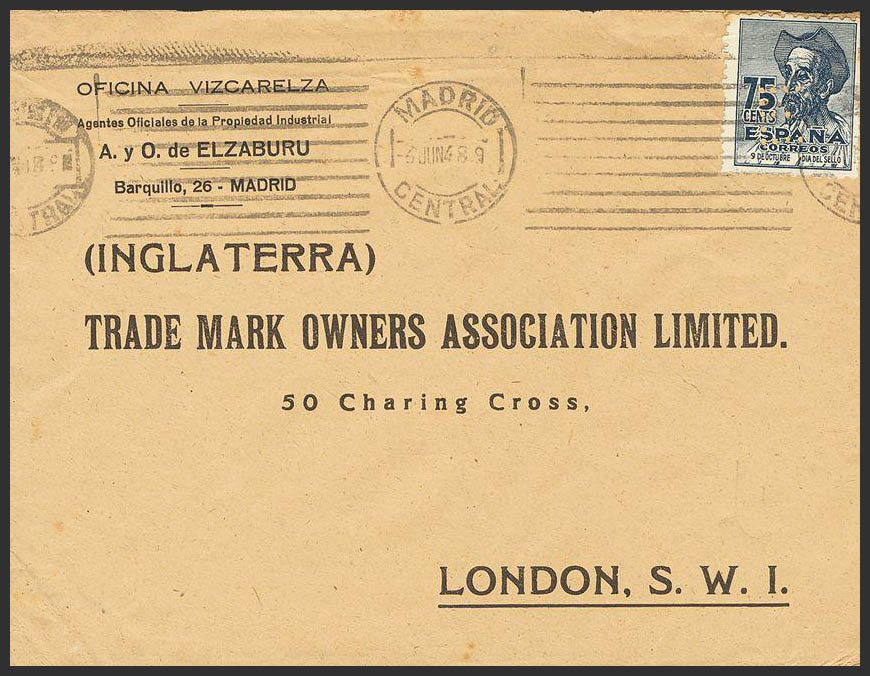 OFICINA VIZCARELZA
Agentes Oficiales de la Propiedad Industrial
A. y O. de ELZABURU
Barquillo, 26 - MADRID
MADRID
-6 JUN 48. 9
CENTRAL
75
CENTS
ESPAÑA
CORREOS
9 DE OCTUBRE DIA DEL SELLO
(INGLATERRA)
TRADE MARK OWNERS ASSOCIATION LIMITED.
50 Charing Cross,
LONDON, S. W. I.